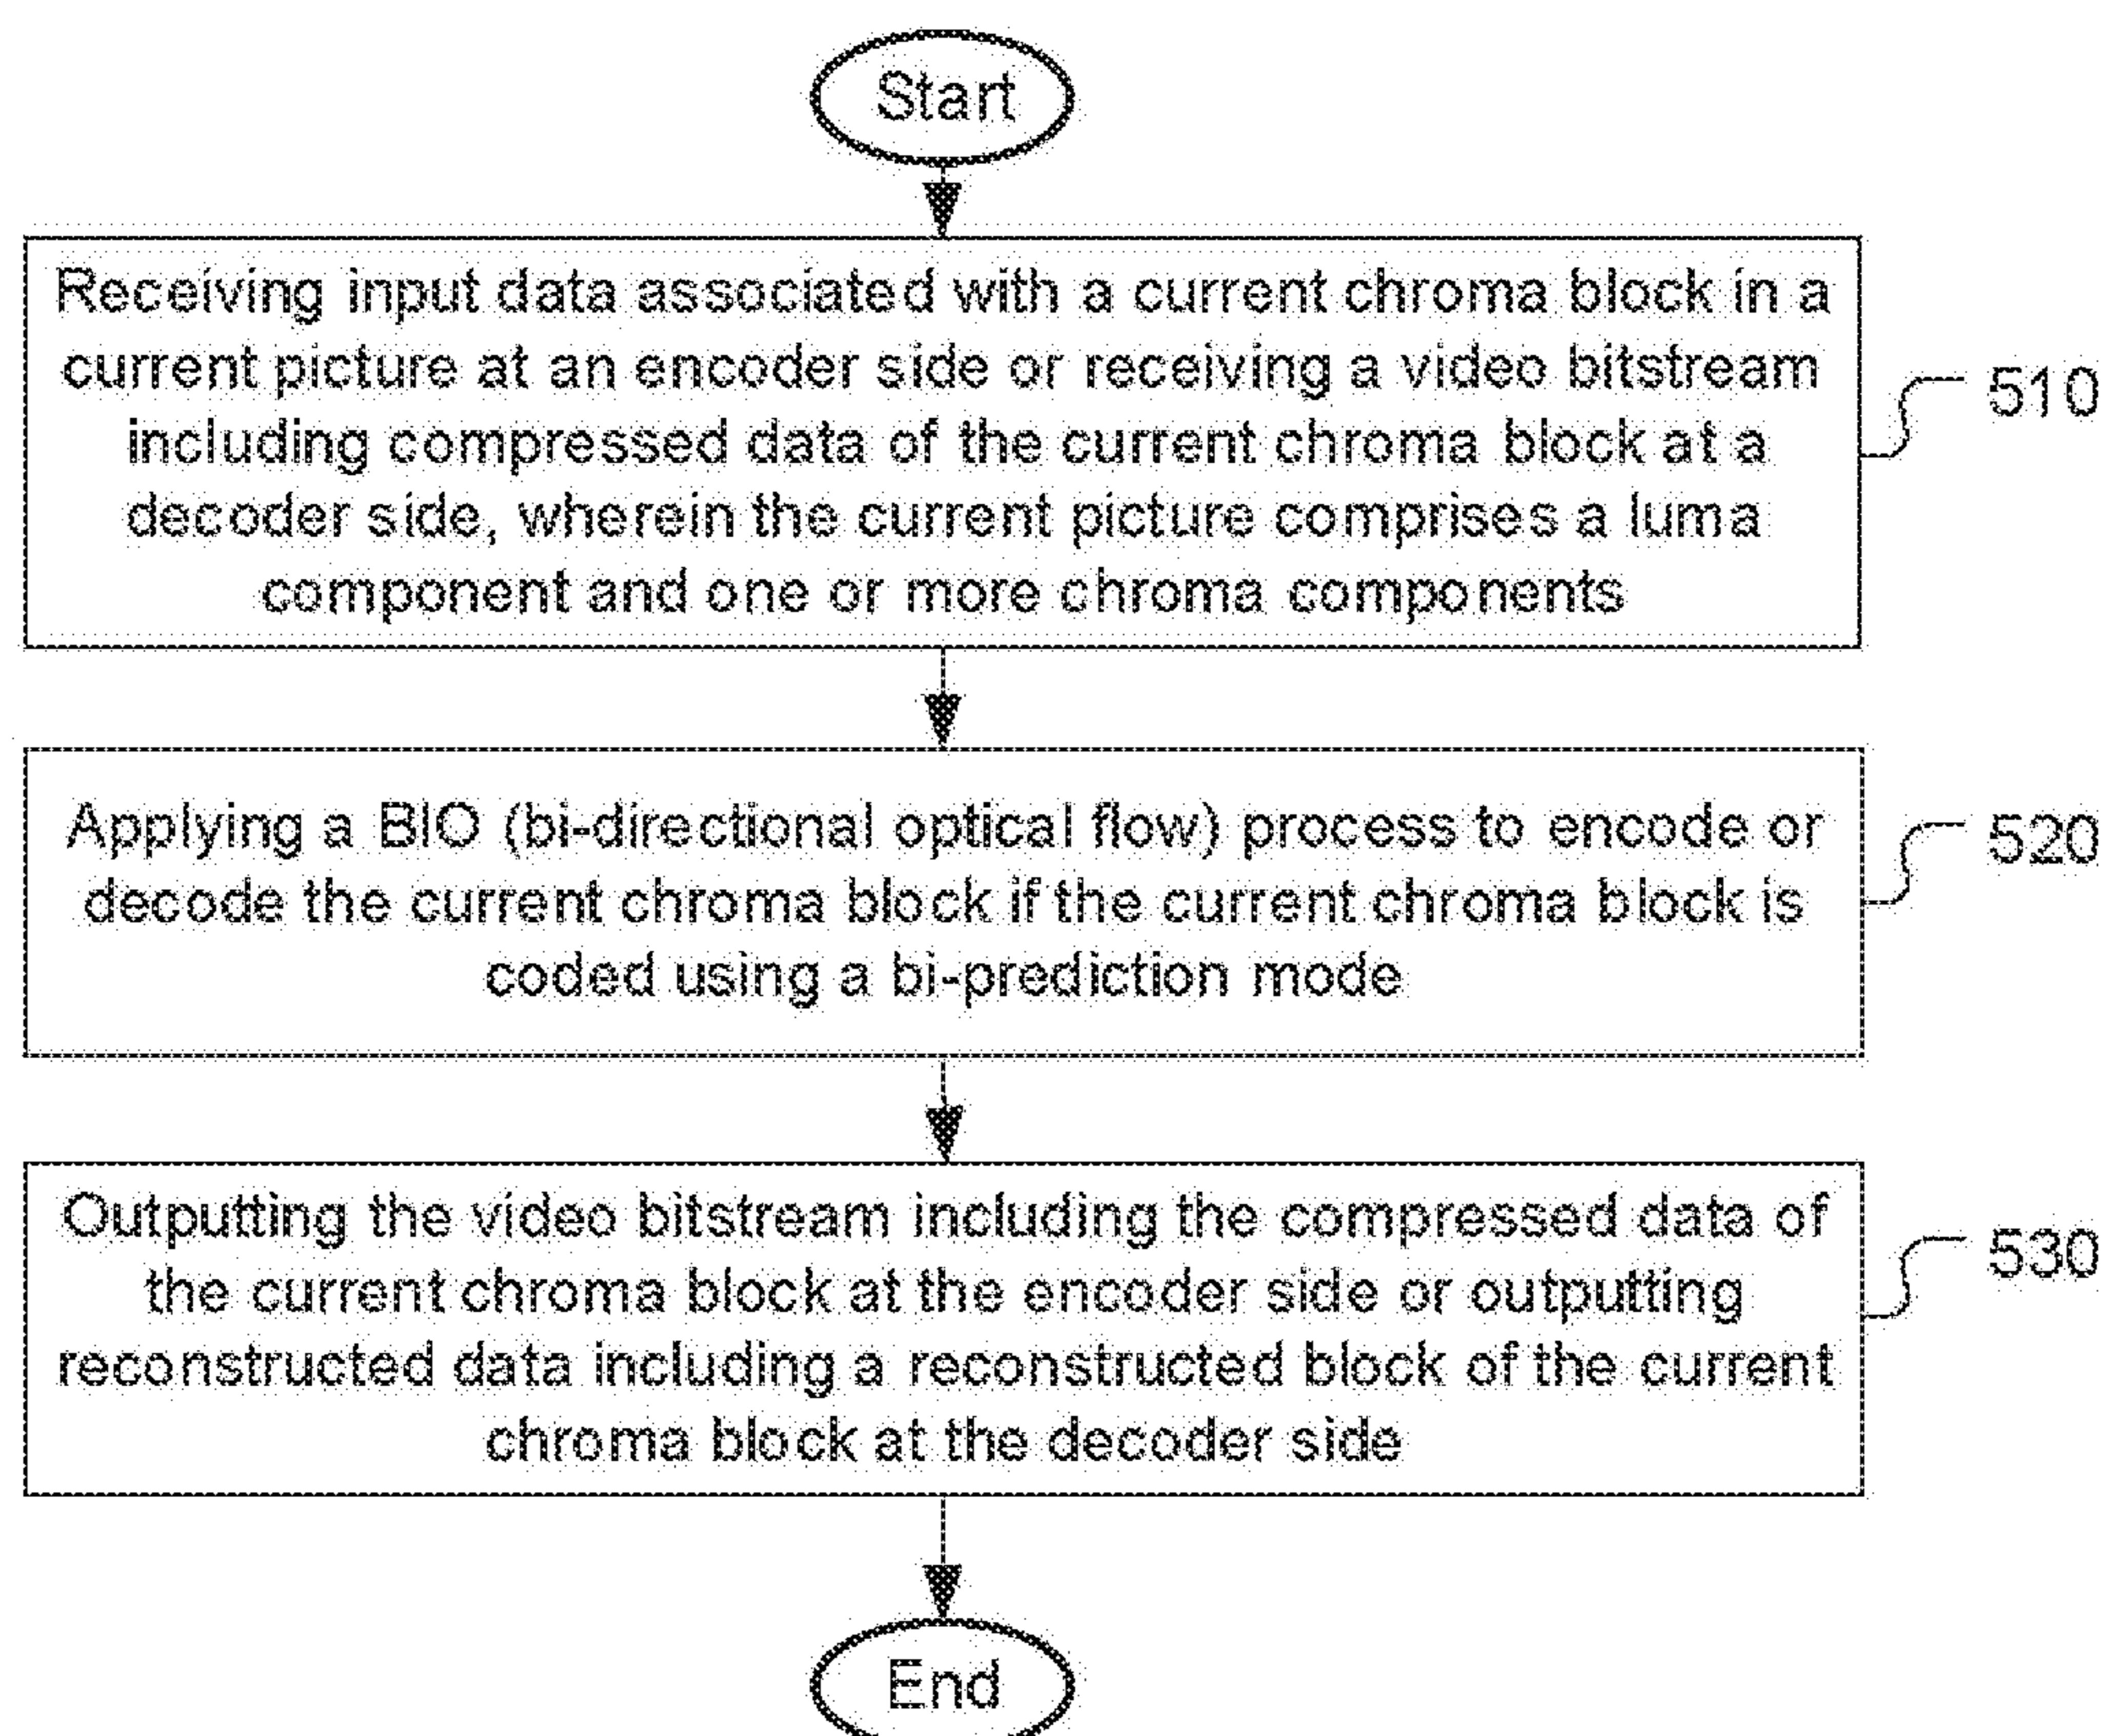 Start
Receiving input data associated with a current chroma block in a
current picture at an encoder side or receiving a video bitstream
including compressed data of the current chroma block at a
decoder side, wherein the current picture comprises a luma
component and one or more chroma components
510
Applying a BIO (bi-directional optical flow) process to encode or
decode the current chroma block if the current chroma block is
coded using a bi-prediction mode
520
Outputting the video bitstream including the compressed data of
the current chroma block at the encoder side or outputting
reconstructed data including a reconstructed block of the current
chroma block at the decoder side
530
End